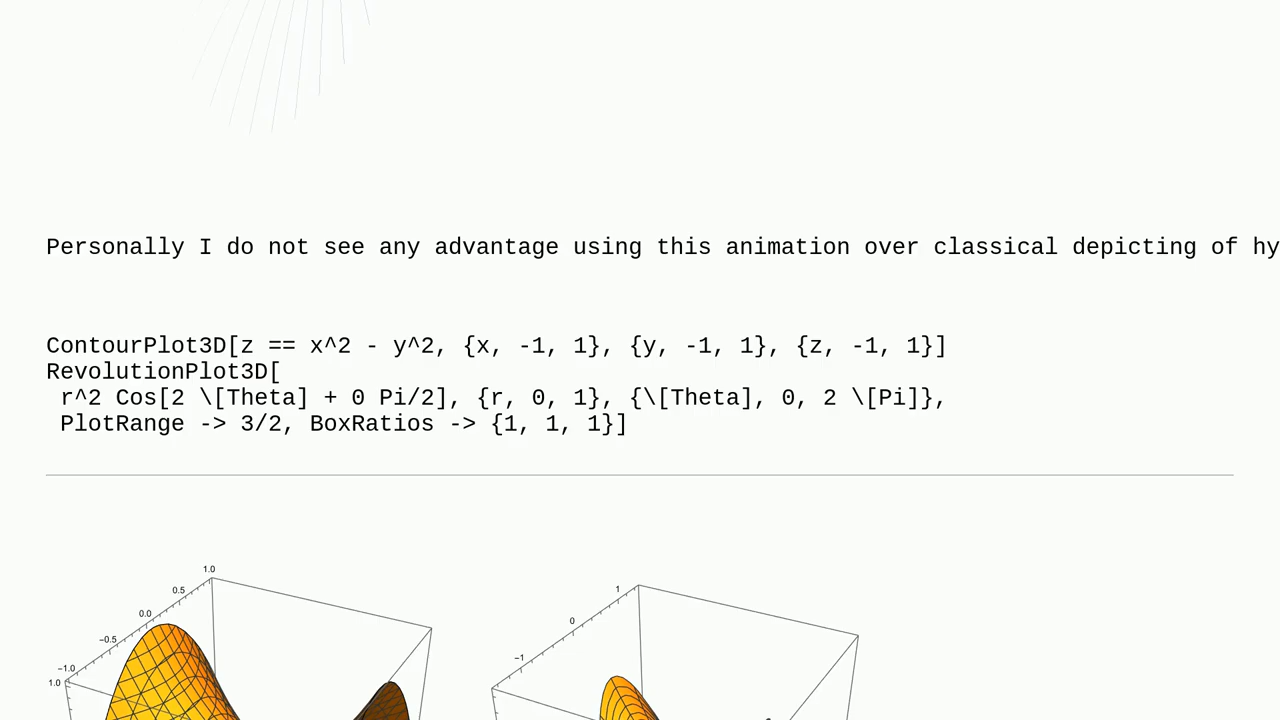 Personally I do not see any advantage using this animation over classical depicting of
ContourPlot3D[z == x^2 - y^2, {x, -1, 1}, {y, -1, 1}, {z, -1, 1}]
RevolutionPlot3D[
r^2 Cos[2 \[Theta] + 0 Pi/2], {r, 0, 1}, {\[Theta], 0, 2 \[Pi]},
PlotRange -> 3/2, BoxRatios -> {1, 1, 1}]
1.0
0.5
0.0
−0.5
−1.0
1.0
1
0
−1